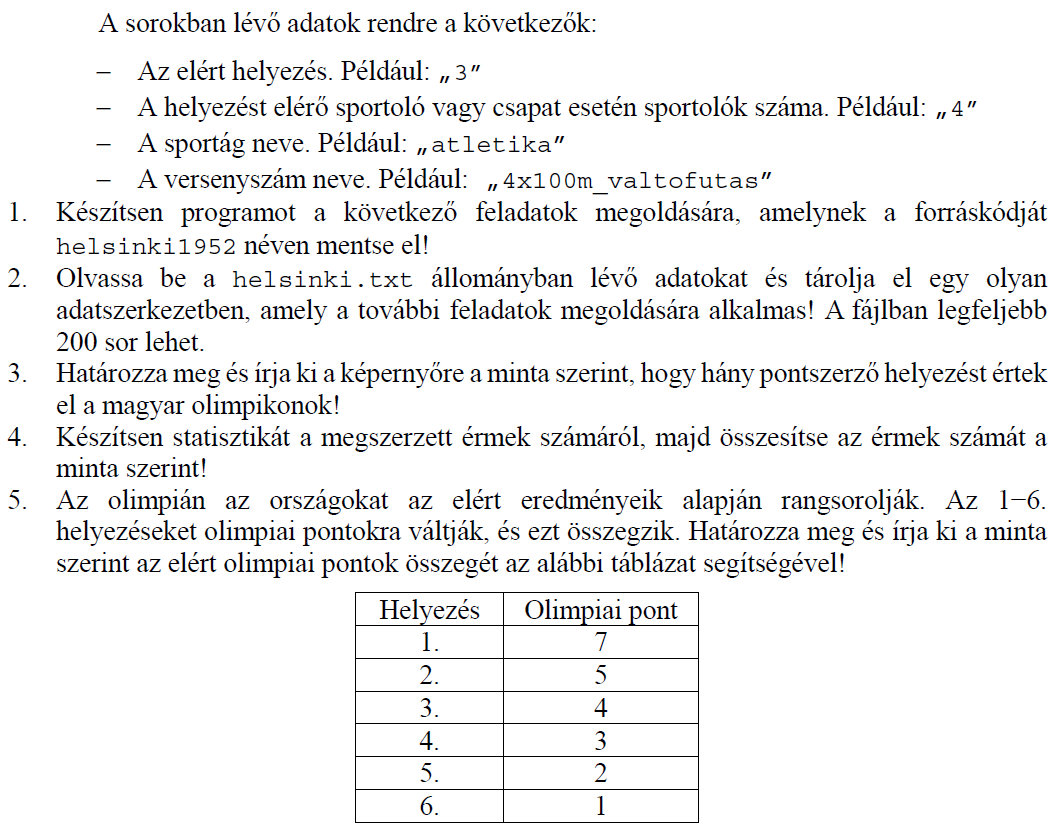 A sorokban lévő adatok rendre a következők:
– Az elért helyezés. Például: „3”
– A helyezést elérő sportoló vagy csapat esetén sportolók száma. Például: „4”
– A sportág neve. Például: „atletika”
– A versenyszám neve. Például: „4x100m_valtofutas”
1. Készítsen programot a következő feladatok megoldására, amelynek a forráskódját
helsinki1952 néven mentse el!
2. Olvassa be a helsinki.txt állományban lévő adatokat és tárolja el egy olyan
adatszerkezetben, amely a további feladatok megoldására alkalmas! A fájlban legfeljebb
200 sor lehet.
3. Határozza meg és írja ki a képernyőre a minta szerint, hogy hány pontszerző helyezést értek
el a magyar olimpikonok!
4. Készítsen statisztikát a megszerzett érmek számáról, majd összesítse az érmek számát a
minta szerint!
5. Az olimpián az országokat az elért eredményeik alapján rangsorolják. Az 1−6.
helyezéseket olimpiai pontokra váltják, és ezt összegzik. Határozza meg és írja ki a minta
szerint az elért olimpiai pontok összegét az alábbi táblázat segítségével!
Helyezés Olimpiai pont
1. 7
2. 5
3. 4
4. 3
5. 2
6. 1